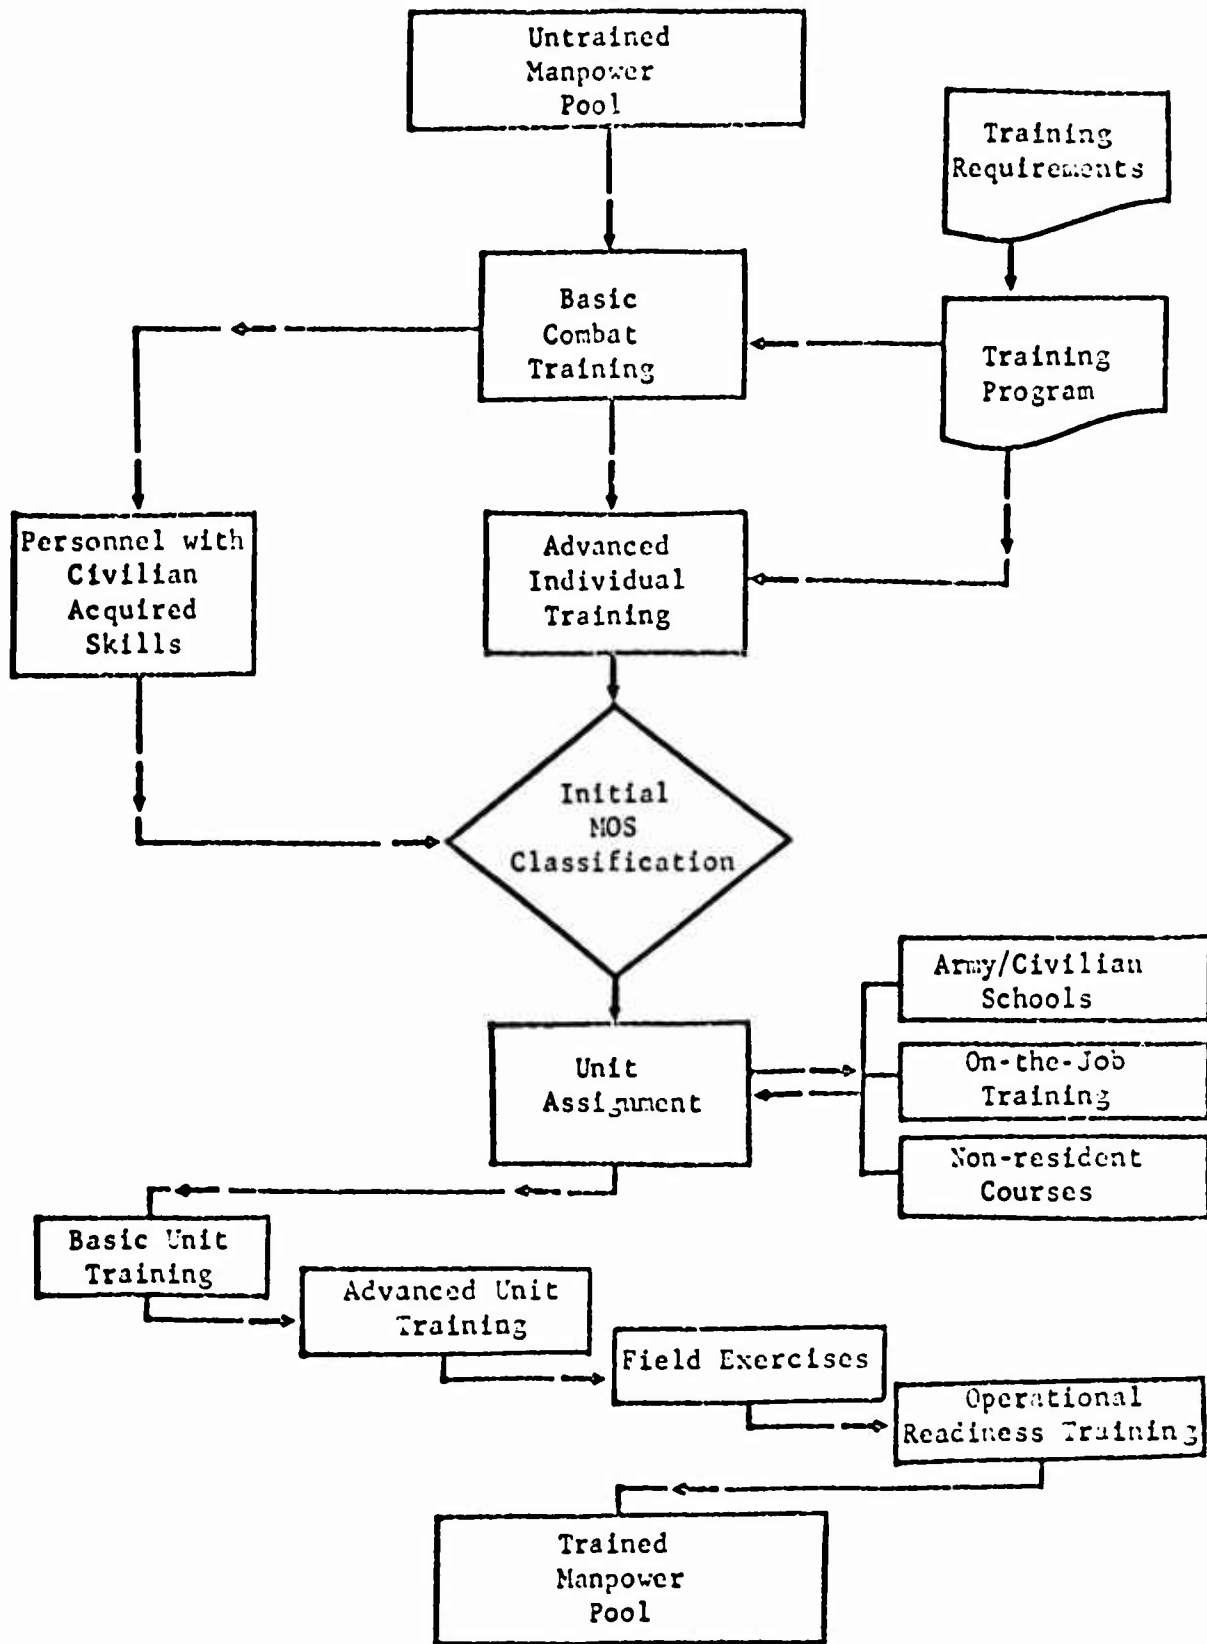 Untrained
Manpower
Pool
Training
Requirements
Basic
Combat
Training
Training
Program
Personnel with
Civilian
Acquired
Skills
Advanced
Individual
Training
Initial
MOS
Classification
Army/Civilian
Schools
Unit
Assignment
On-the-Job
Training
Non-resident
Courses
Basic Unit
Training
Advanced Unit
Training
Field Exercises
Operational
Readiness Training
Trained
Manpower
Pool